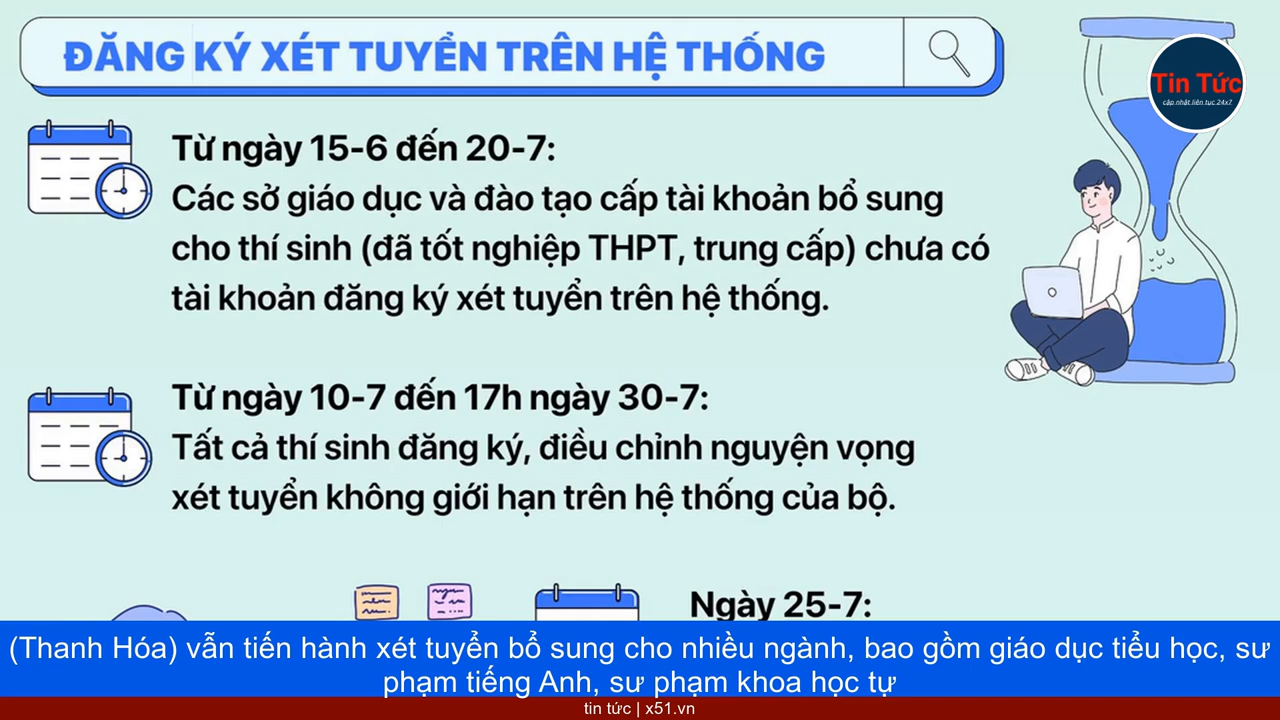 ĐĂNG KÝ XÉT TUYỂN TRÊN HỆ THỐNG
Tin Tức
cập nhật liên tục 24x7
Từ ngày 15-6 đến 20-7:
Các sở giáo dục và đào tạo cấp tài khoản bổ sung
cho thí sinh (đã tốt nghiệp THPT, trung cấp) chưa có
tài khoản đăng ký xét tuyển trên hệ thống.
Từ ngày 10-7 đến 17h ngày 30-7:
Tất cả thí sinh đăng ký, điều chỉnh nguyện vọng
xét tuyển không giới hạn trên hệ thống của bộ.
Ngày 25-7:
(Thanh Hóa) vẫn tiến hành xét tuyển bổ sung cho nhiều ngành, bao gồm giáo dục tiểu học, sư
phạm tiếng Anh, sư phạm khoa học tự
tin tức | x51.vn